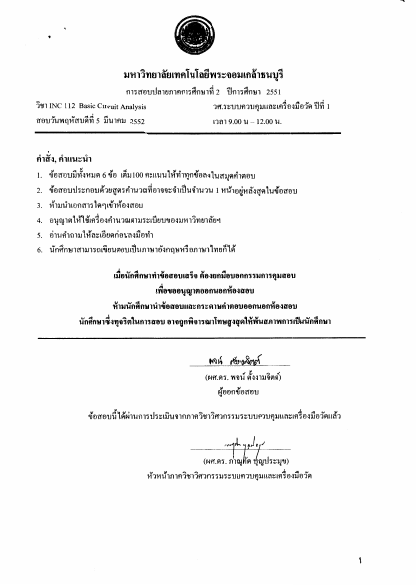 มหาวิทยาลัยเทคโนโลยีพระจอมเกล้าธนบุรี
การสอบปลายภาคการศึกษาที่ 2 ปีการศึกษา 2551
วิชา INC 112 Basic Circuit Analysis วศ.ระบบควบคุมและเครื่องมือวัด ปีที่ 1
สอบวันพฤหัสบดีที่ 5 มีนาคม 2552 เวลา 9.00 น – 12.00 น.
คำสั่ง, คำแนะนำ
1. ข้อสอบมีทั้งหมด 6 ข้อ เต็ม100 คะแนนให้ทำทุกข้อลงในสมุดคำตอบ
2. ข้อสอบประกอบด้วยสูตรคำนวณที่อาจจะจำเป็นจำนวน 1 หน้าอยู่หลังสุดในข้อสอบ
3. ห้ามนำเอกสารใดๆเข้าห้องสอบ
4. อนุญาตให้ใช้เครื่องคำนวณตามระเบียบของมหาวิทยาลัยฯ
5. อ่านคำถามให้ละเอียดก่อนลงมือทำ
6. นักศึกษาสามารถเขียนตอบเป็นภาษาอังกฤษหรือภาษาไทยก็ได้
เมื่อนักศึกษาทำข้อสอบเสร็จ ต้องยกมือบอกกรรมการคุมสอบ
เพื่อขออนุญาตออกนอกห้องสอบ
ห้ามนักศึกษานำข้อสอบและกระดาษคำตอบออกนอกห้องสอบ
นักศึกษาซึ่งทุจริตในการสอบ อาจถูกพิจารณาโทษสูงสุดให้พ้นสภาพการเป็นนักศึกษา
(ผศ.ดร. พจน์ ตั้งงามจิตต์)
ผู้ออกข้อสอบ
ข้อสอบนี้ได้ผ่านการประเมินจากภาควิชาวิศวกรรมระบบควบคุมและเครื่องมือวัดแล้ว
(ผศ.ดร. ภาณุทัต บุญประมุข)
หัวหน้าภาควิชาวิศวกรรมระบบควบคุมและเครื่องมือวัด
1